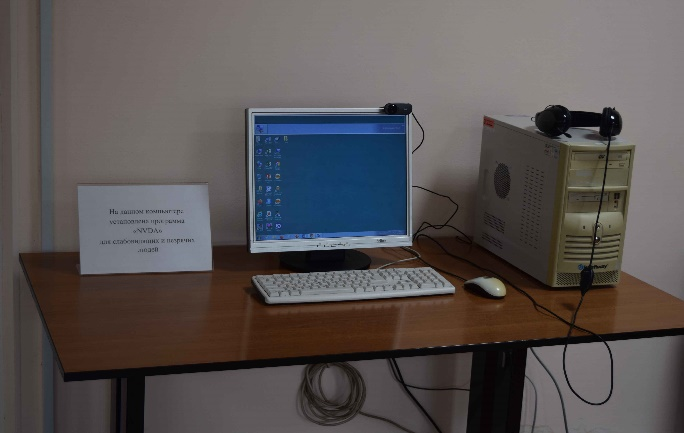 На данном компьютере
установлена программа
«NVDA»
для слабовидящих и незрячих
людей